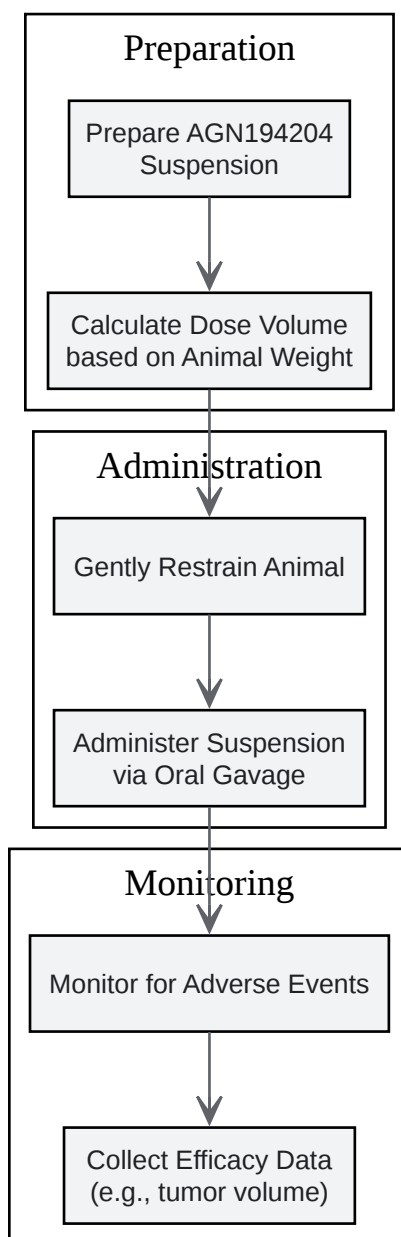 Preparation
Prepare AGN194204
Suspension
Calculate Dose Volume
based on Animal Weight
Administration
Gently Restrain Animal
Administer Suspension
via Oral Gavage
Monitoring
Monitor for Adverse Events
Collect Efficacy Data
(e.g., tumor volume)